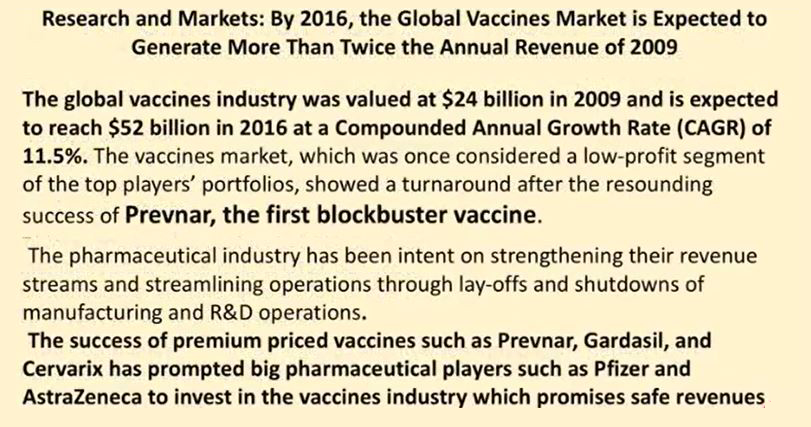 Research and Markets: By 2016, the Global Vaccines Market is Expected to
Generate More Than Twice the Annual Revenue of 2009
The global vaccines industry was valued at $24 billion in 2009 and is expected
to reach $52 billion in 2016 at a Compounded Annual Growth Rate (CAGR) of
11.5%. The vaccines market, which was once considered a low-profit segment
of the top players' portfolios, showed a turnaround after the resounding
success of Prevnar, the first blockbuster vaccine.
The pharmaceutical industry has been intent on strengthening their revenue
streams and streamlining operations through lay-offs and shutdowns of
manufacturing and R&D operations.
The success of premium priced vaccines such as Prevnar, Gardasil, and
Cervarix has prompted big pharmaceutical players such as Pfizer and
AstraZeneca to invest in the vaccines industry which promises safe revenues